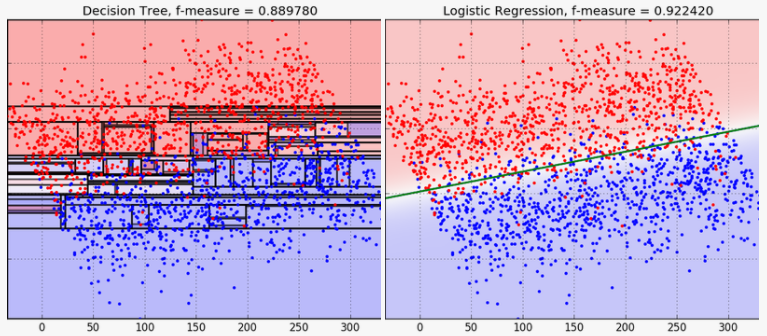 Decision Tree, f-measure = 0.889780
Logistic Regression, f-measure = 0.922420
0 50 100 150 200 250 300
0 50 100 150 200 250 300